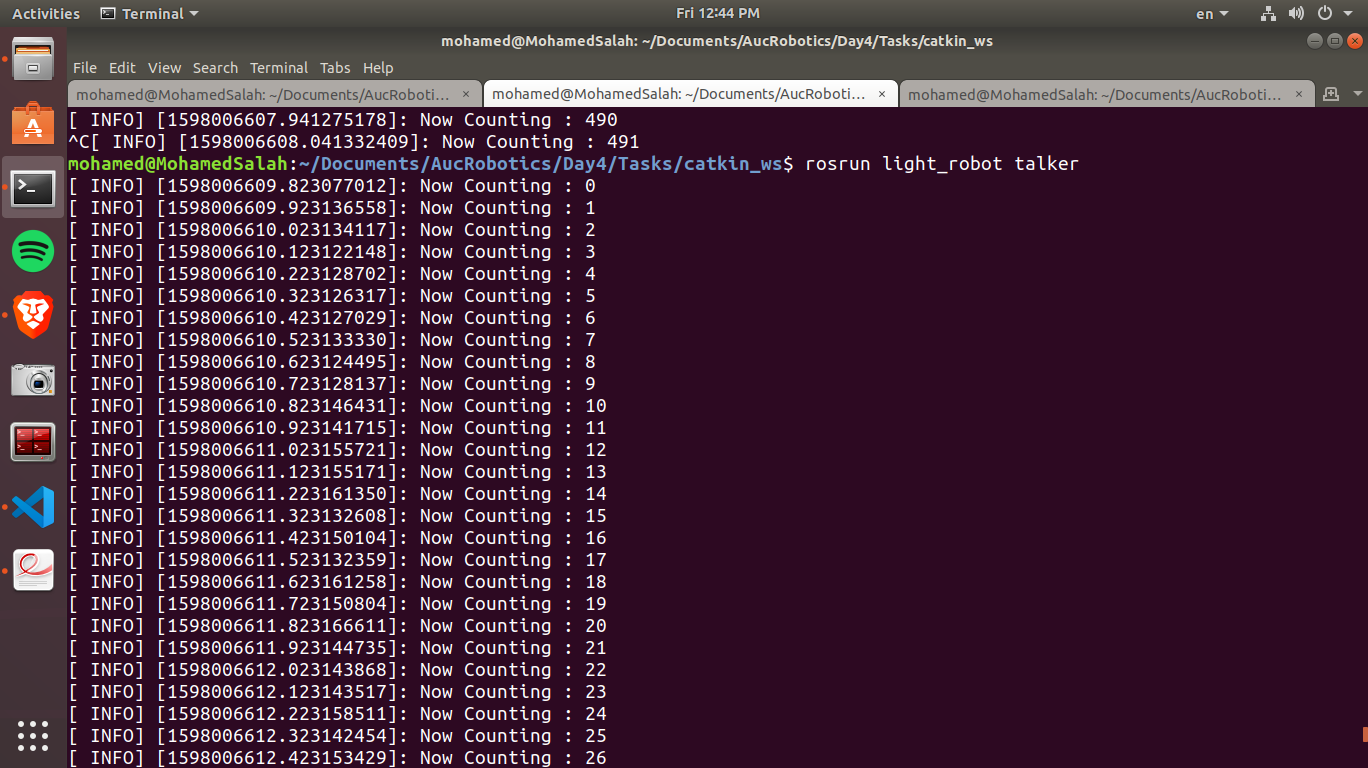 Activities Terminal Fri 12:44 PM en
mohamed@MohamedSalah: ~/Documents/AucRobotics/Day4/Tasks/catkin_ws
File Edit View Search Terminal Tabs Help
mohamed@MohamedSalah: ~/Documents/AucRoboti... × mohamed@MohamedSalah: ~/Documents/AucRoboti... × mohamed@MohamedSalah: ~/Documents/AucRoboti... ×
[ INFO] [1598006607.941275178]: Now Counting : 490
^C[ INFO] [1598006608.041332409]: Now Counting : 491
mohamed@MohamedSalah:~/Documents/AucRobotics/Day4/Tasks/catkin_ws$ rosrun light_robot talker
[ INFO] [1598006609.823077012]: Now Counting : 0
[ INFO] [1598006609.923136558]: Now Counting : 1
[ INFO] [1598006610.023134117]: Now Counting : 2
[ INFO] [1598006610.123122148]: Now Counting : 3
[ INFO] [1598006610.223128702]: Now Counting : 4
[ INFO] [1598006610.323126317]: Now Counting : 5
[ INFO] [1598006610.423127029]: Now Counting : 6
[ INFO] [1598006610.523133330]: Now Counting : 7
[ INFO] [1598006610.623124495]: Now Counting : 8
[ INFO] [1598006610.723128137]: Now Counting : 9
[ INFO] [1598006610.823146431]: Now Counting : 10
[ INFO] [1598006610.923141715]: Now Counting : 11
[ INFO] [1598006611.023155721]: Now Counting : 12
[ INFO] [1598006611.123155171]: Now Counting : 13
[ INFO] [1598006611.223161350]: Now Counting : 14
[ INFO] [1598006611.323132608]: Now Counting : 15
[ INFO] [1598006611.423150104]: Now Counting : 16
[ INFO] [1598006611.523132359]: Now Counting : 17
[ INFO] [1598006611.623161258]: Now Counting : 18
[ INFO] [1598006611.723150804]: Now Counting : 19
[ INFO] [1598006611.823166611]: Now Counting : 20
[ INFO] [1598006611.923144735]: Now Counting : 21
[ INFO] [1598006612.023143868]: Now Counting : 22
[ INFO] [1598006612.123143517]: Now Counting : 23
[ INFO] [1598006612.223158511]: Now Counting : 24
[ INFO] [1598006612.323142454]: Now Counting : 25
[ INFO] [1598006612.423153429]: Now Counting : 26